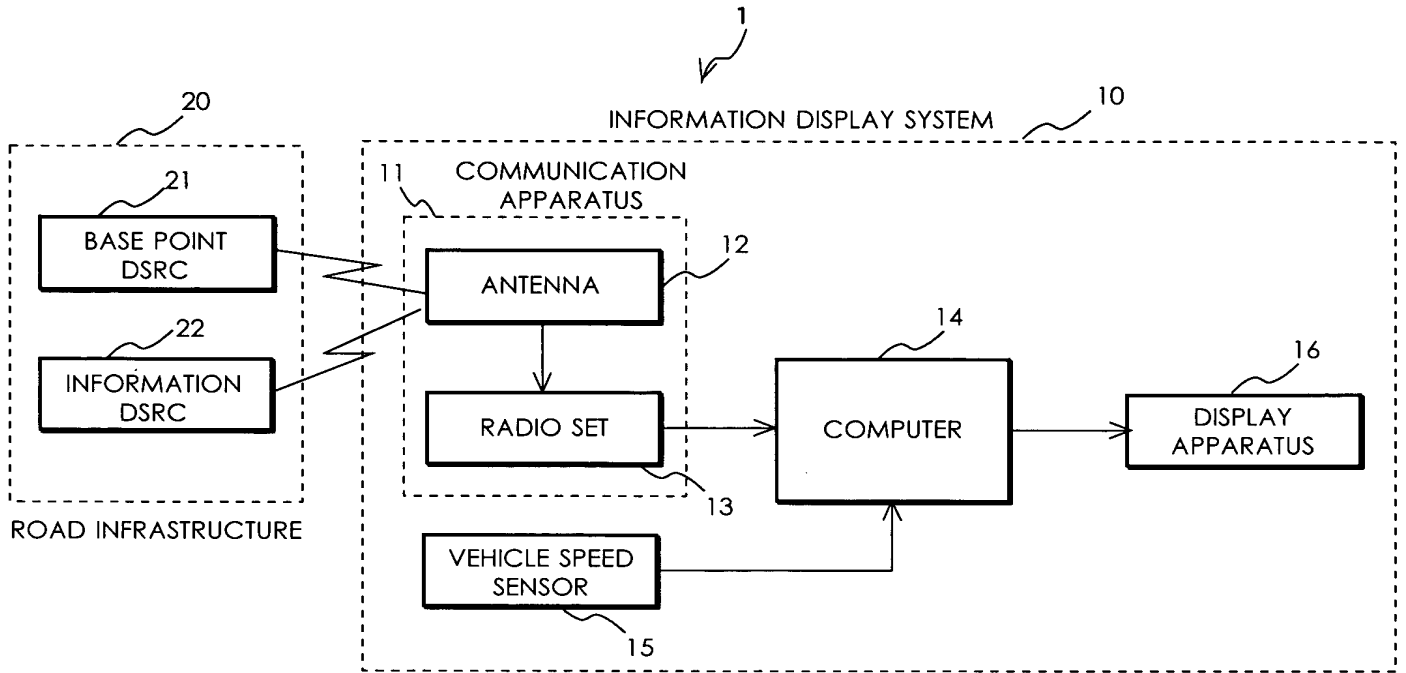 1
20
INFORMATION DISPLAY SYSTEM
10
21
BASE POINT
DSRC
22
INFORMATION
DSRC
ROAD INFRASTRUCTURE
11
COMMUNICATION
APPARATUS
ANTENNA
12
RADIO SET
13
VEHICLE SPEED
SENSOR
15
14
COMPUTER
16
DISPLAY
APPARATUS